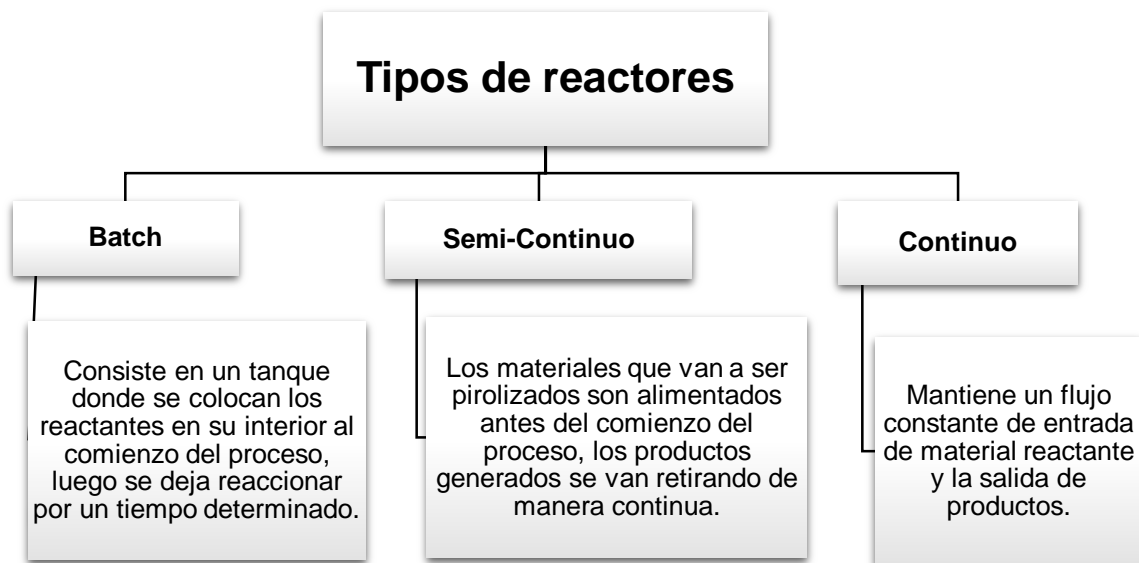 Tipos de reactores
Batch
Consiste en un tanque
donde se colocan los
reactantes en su interior al
comienzo del proceso,
luego se deja reaccionar
por un tiempo determinado.
Semi-Continuo
Los materiales que van a ser
pirolizados son alimentados
antes del comienzo del
proceso, los productos
generados se van retirando de
manera continua.
Continuo
Mantiene un flujo
constante de entrada
de material reactante
y la salida de
productos.